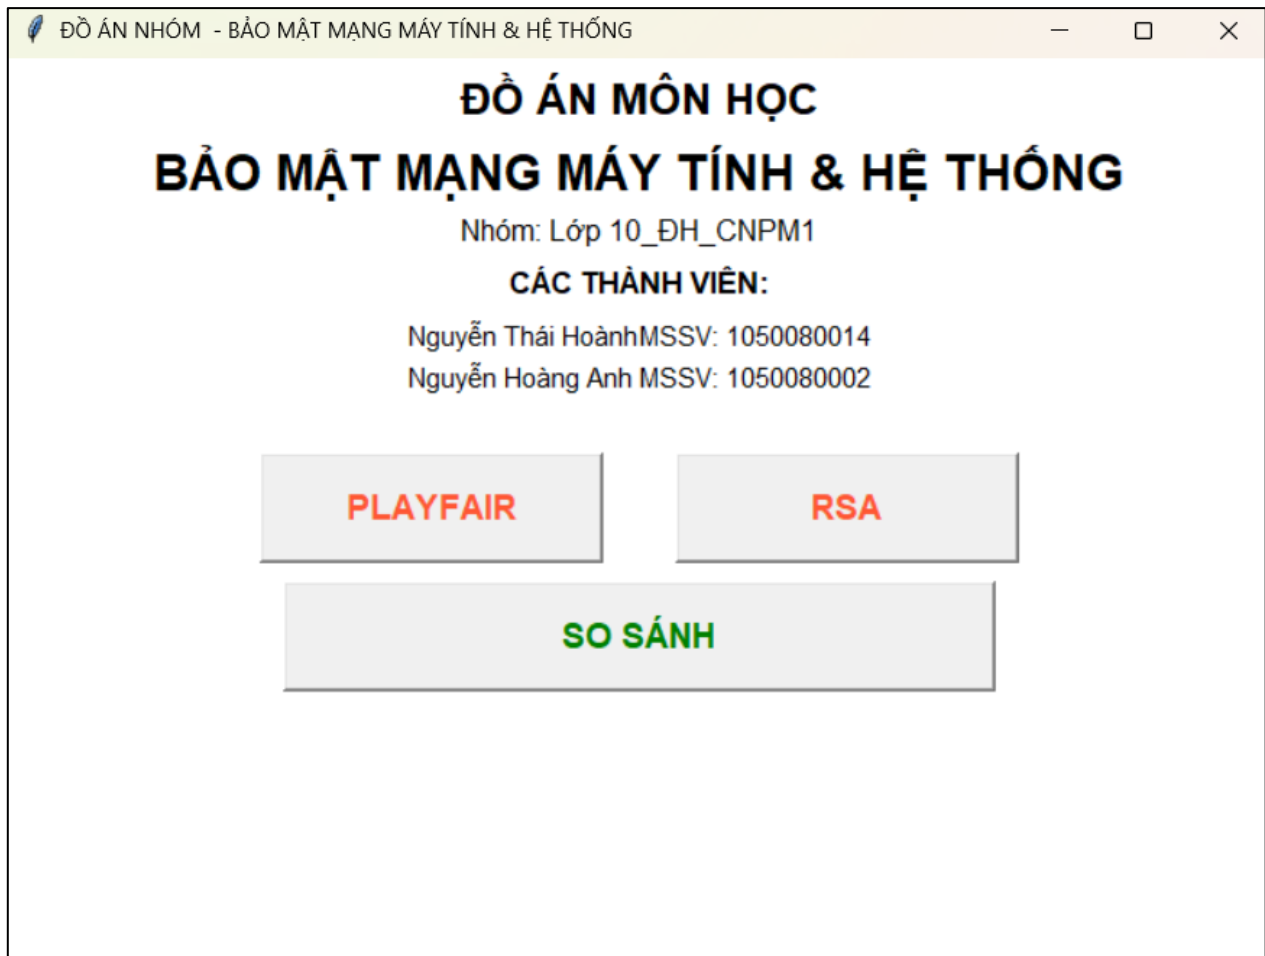 ĐỒ ÁN NHÓM  - BẢO MẬT MẠNG MÁY TÍNH & HỆ THỐNG
ĐỒ ÁN MÔN HỌC
BẢO MẬT MẠNG MÁY TÍNH & HỆ THỐNG
Nhóm: Lớp 10_ĐH_CNPM1
CÁC THÀNH VIÊN:
Nguyễn Thái HoànhMSSV: 1050080014
Nguyễn Hoàng Anh MSSV: 1050080002
PLAYFAIR
RSA
SO SÁNH